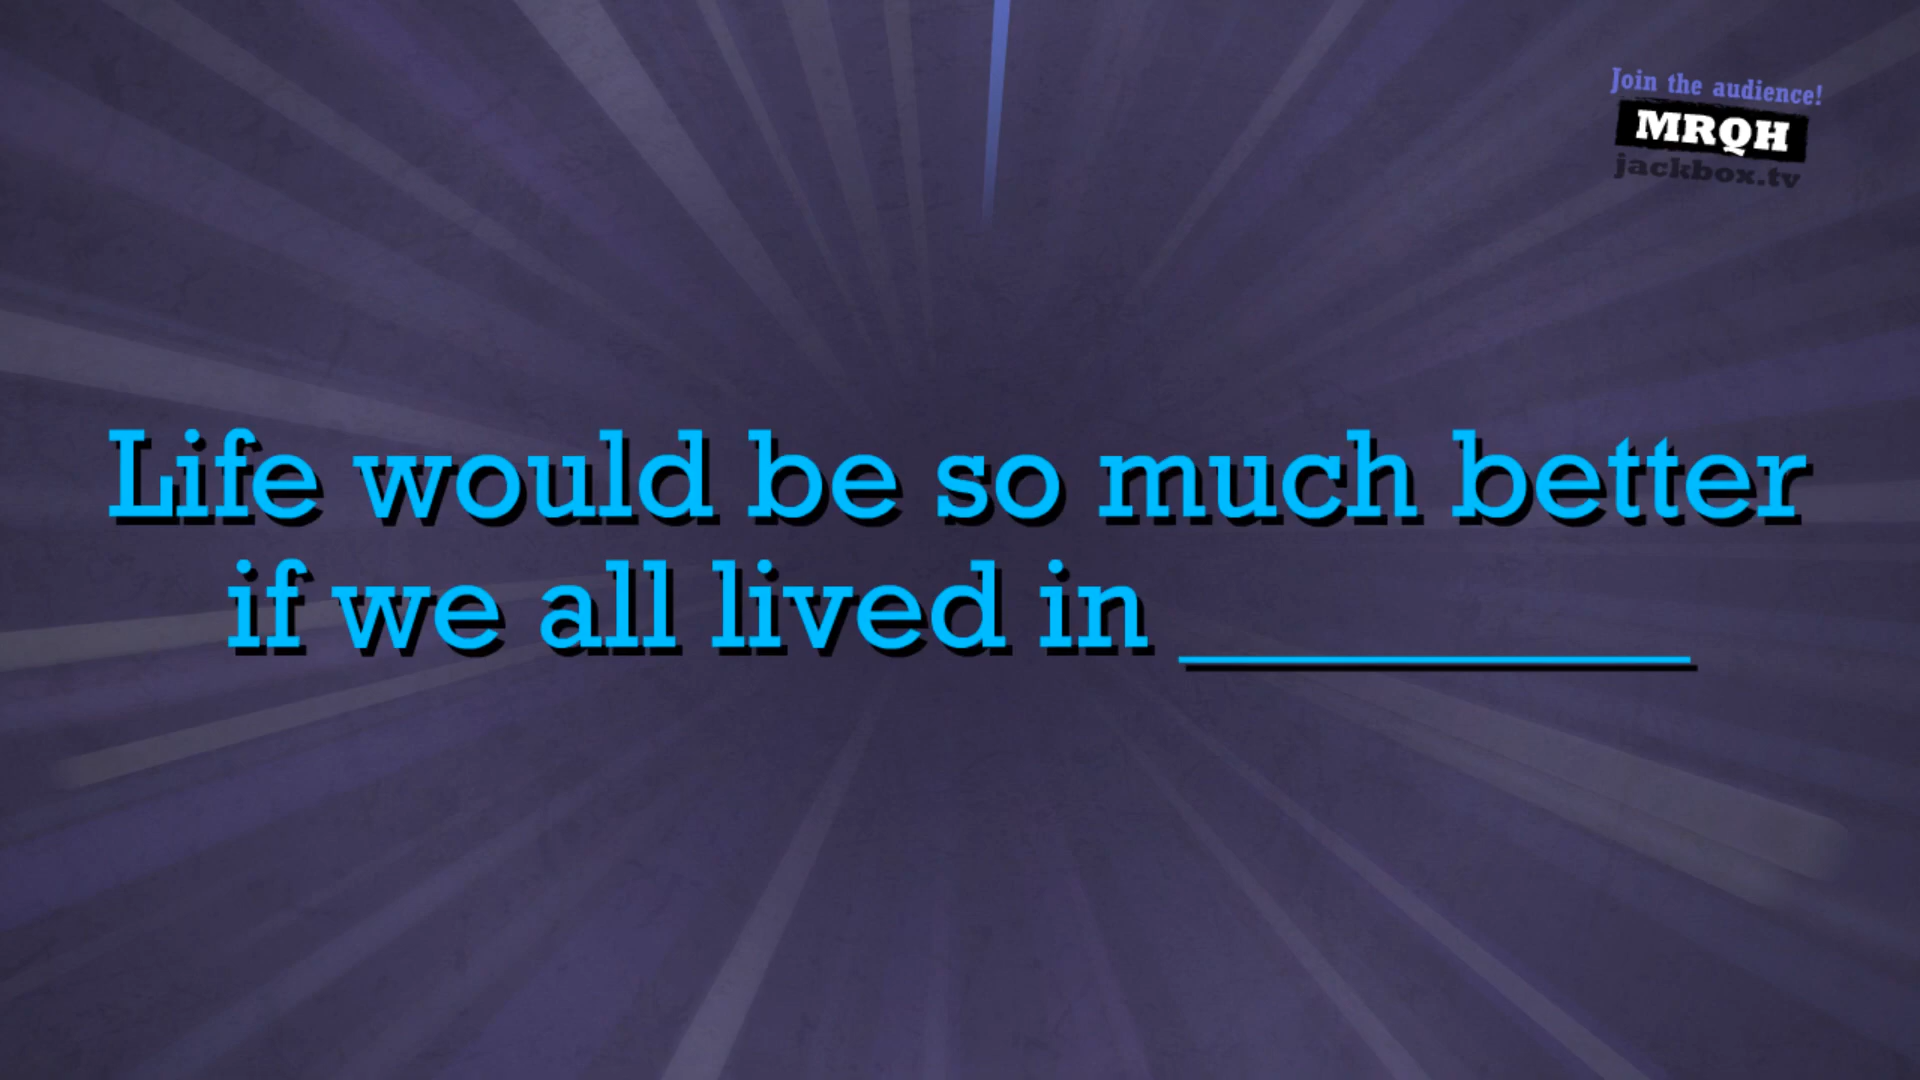 Join the audience!
MRQH
jackbox.tv
Life would be so much better
if we all lived in ________